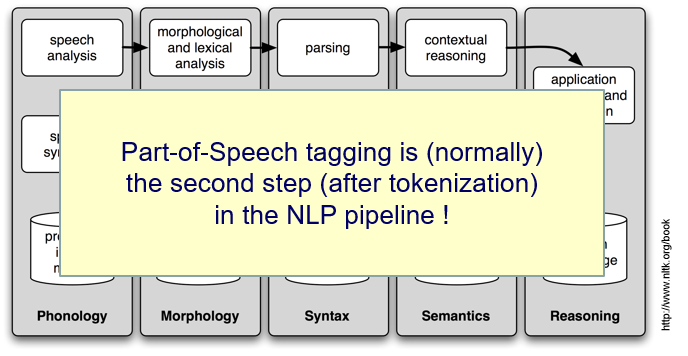 speech
analysis
morphological
and lexical
analysis
parsing
contextual
reasoning
application
and
Part-of-Speech tagging is (normally)
the second step (after tokenization)
in the NLP pipeline !
Phonology
Morphology
Syntax
Semantics
Reasoning
http://www.nltk.org/book